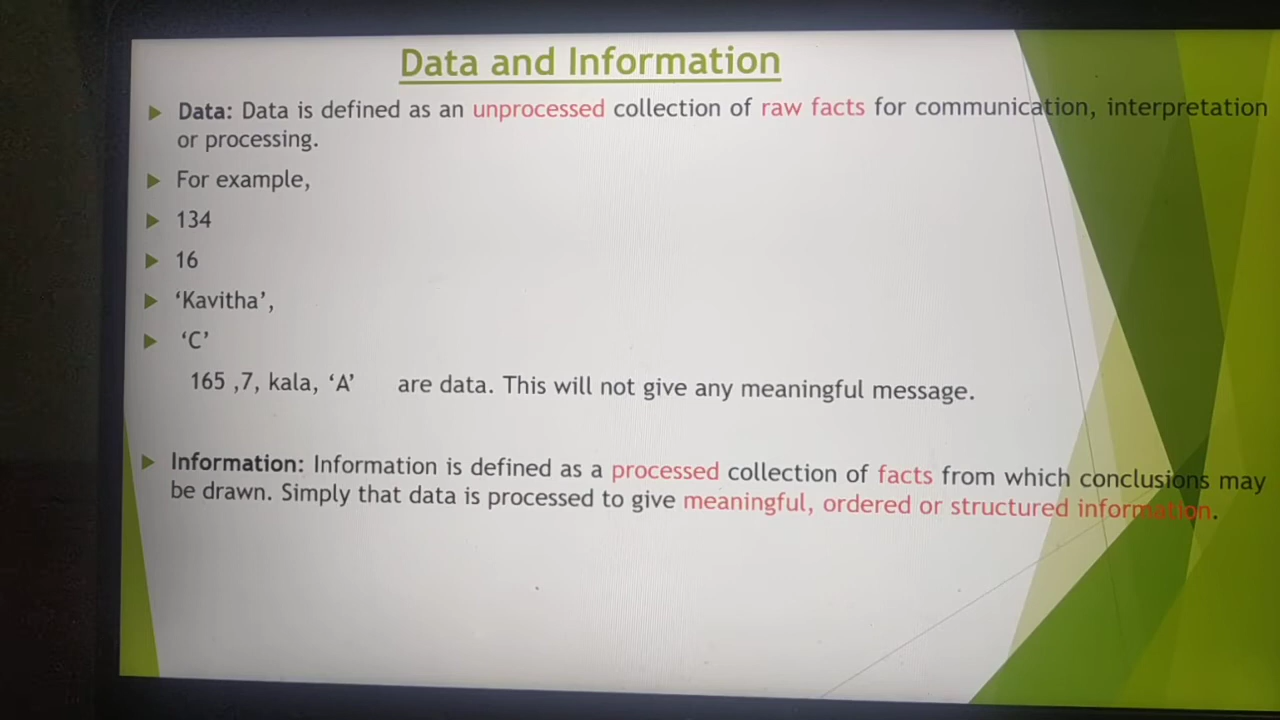 Data and Information
Data: Data is defined as an unprocessed collection of raw facts for communication, interpretation
or processing.
For example,
134
16
‘Kavitha’,
‘C’
165 ,7, kala, ‘A’ are data. This will not give any meaningful message.
Information: Information is defined as a processed collection of facts from which conclusions may
be drawn. Simply that data is processed to give meaningful, ordered or structured information.